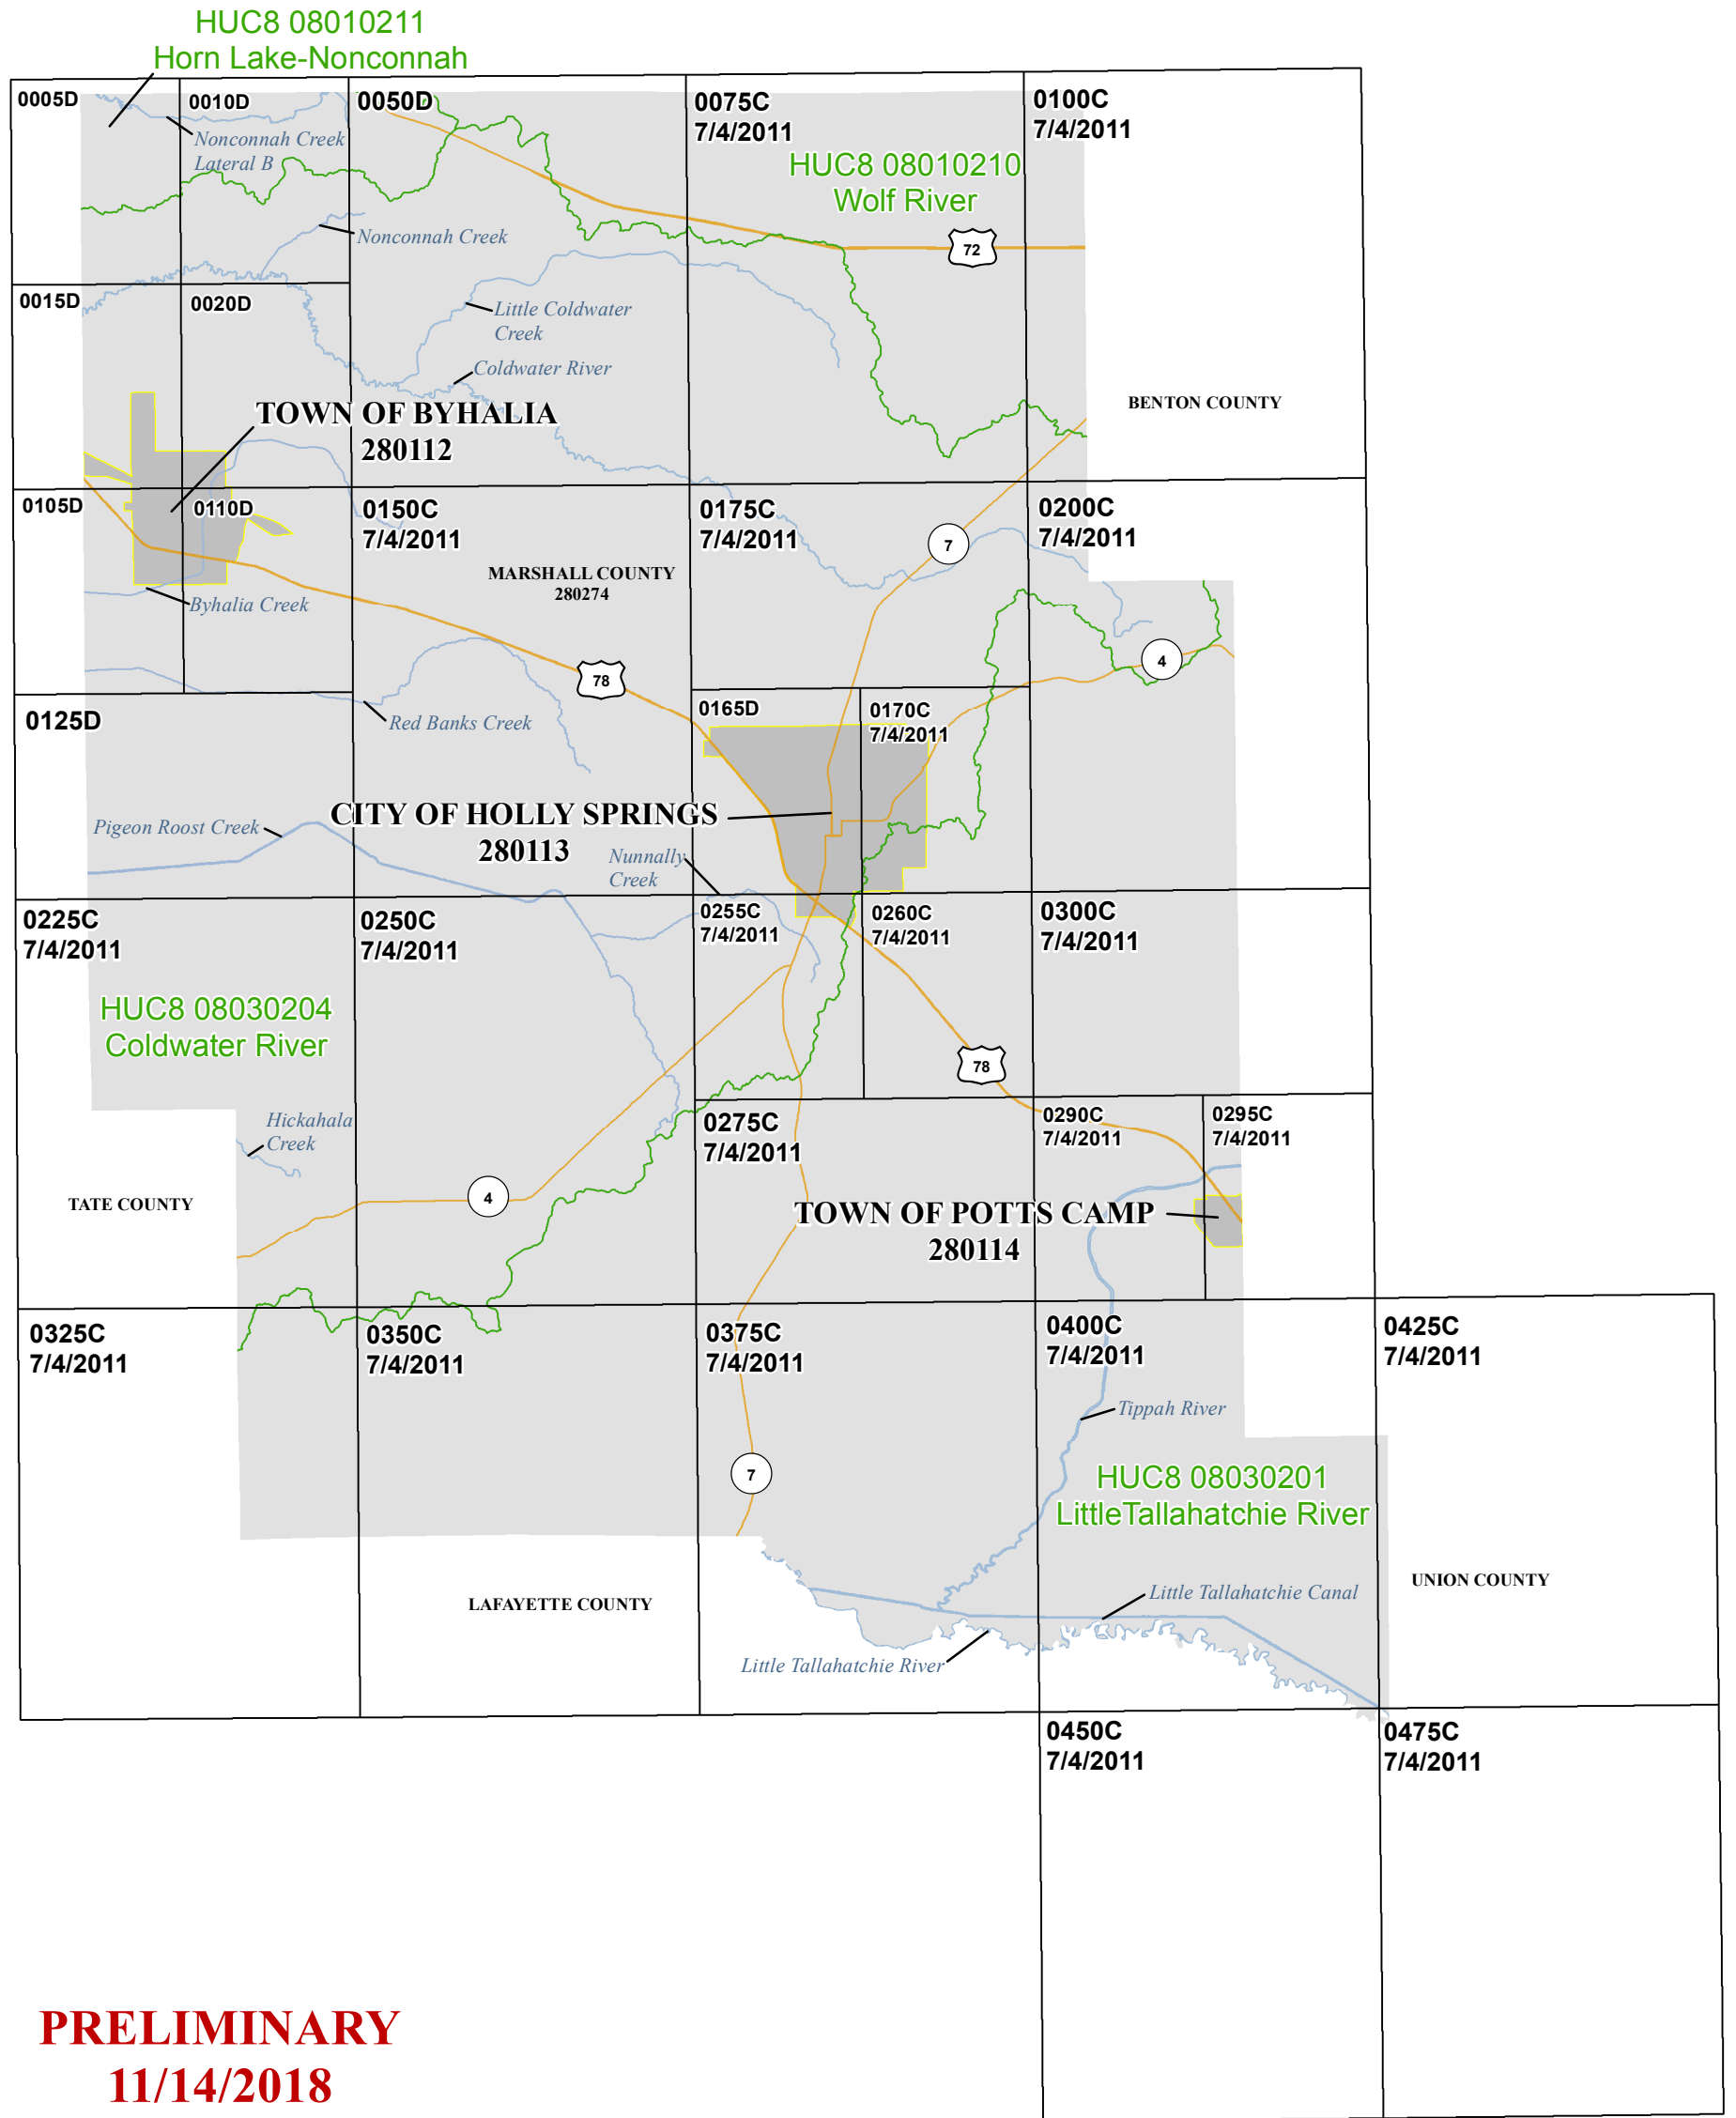 HUC8 08010211
Horn Lake-Nonconnah
0005D
0010D
0050D
0075C
7/4/2011
0100C
7/4/2011
Nonconnah Creek
Lateral B
HUC8 08010210
Wolf River
Nonconnah Creek
72
0015D
0020D
Little Coldwater
Creek
Coldwater River
BENTON COUNTY
TOWN OF BYHALIA
280112
0105D
0110D
0150C
7/4/2011
0175C
7/4/2011
0200C
7/4/2011
7
MARSHALL COUNTY
280274
Byhalia Creek
4
78
0125D
Red Banks Creek
0165D
0170C
7/4/2011
CITY OF HOLLY SPRINGS
280113
Pigeon Roost Creek
Nunnally
Creek
0225C
7/4/2011
0250C
7/4/2011
0255C
7/4/2011
0260C
7/4/2011
0300C
7/4/2011
HUC8 08030204
Coldwater River
78
Hickahala
Creek
0275C
7/4/2011
0290C
7/4/2011
0295C
7/4/2011
TATE COUNTY
4
TOWN OF POTTS CAMP
280114
0325C
7/4/2011
0350C
7/4/2011
0375C
7/4/2011
0400C
7/4/2011
0425C
7/4/2011
Tippah River
7
HUC8 08030201
LittleTallahatchie River
UNION COUNTY
LAFAYETTE COUNTY
Little Tallahatchie Canal
Little Tallahatchie River
0450C
7/4/2011
0475C
7/4/2011
PRELIMINARY
11/14/2018